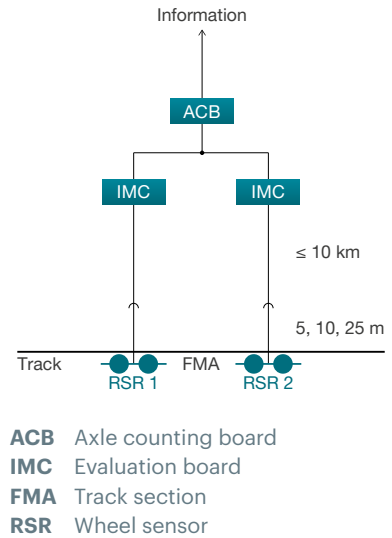 Information
ACB
IMC IMC
≤ 10 km
5, 10, 25 m
Track FMA
RSR 1 RSR 2
ACB Axle counting board
IMC Evaluation board
FMA Track section
RSR Wheel sensor